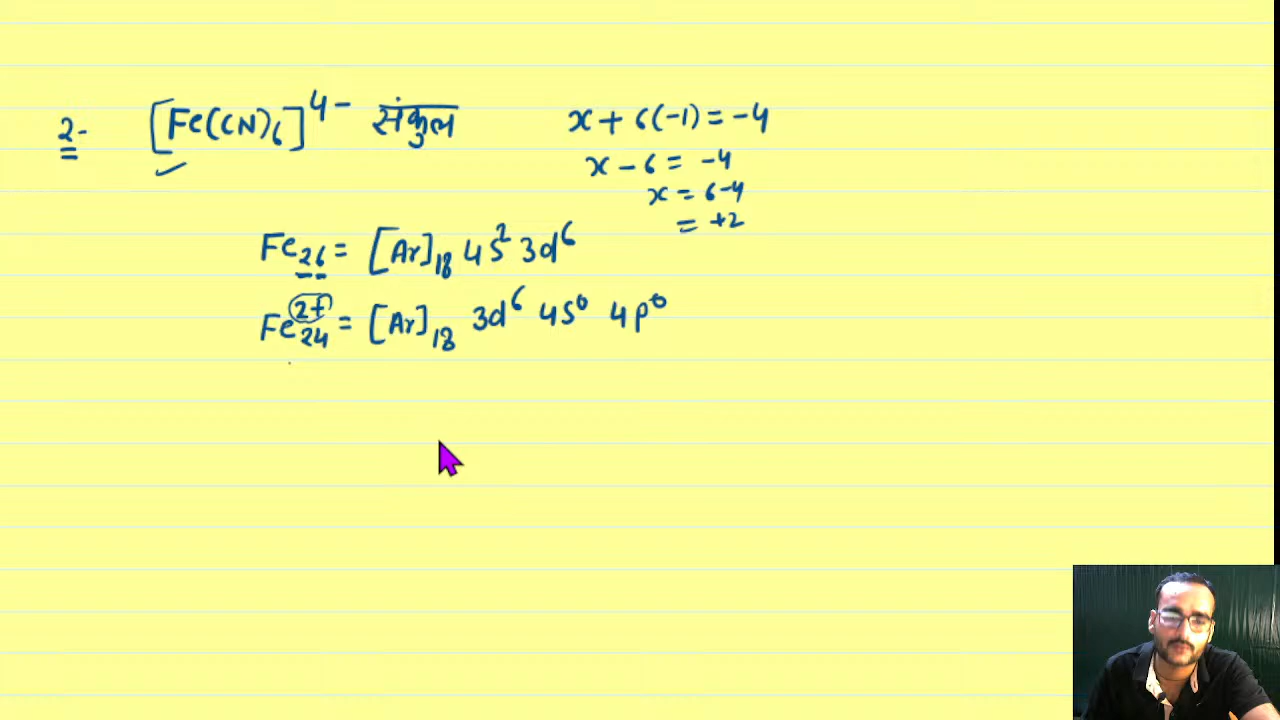 2- [Fe(CN)6]4- संकुल
x + 6(-1) = -4
x - 6 = -4
x = 6-4
= +2
Fe26 = [Ar]18 4s2 3d6
Fe2+24 = [Ar]18 3d6 4s0 4p0